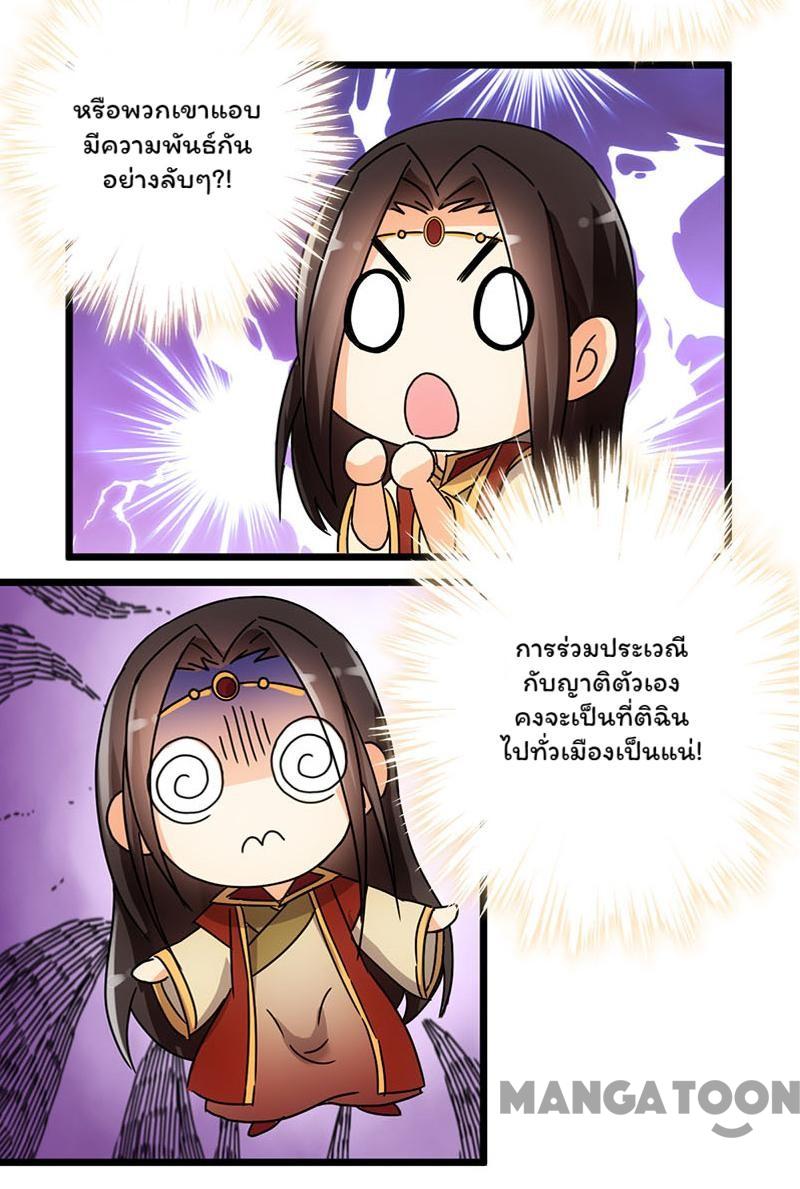 หรือพวกเขาแอบ
มีความพันธ์กัน
อย่างลับๆ?!
การร่วมประเวณี
กับญาติตัวเอง
คงจะเป็นที่ติฉิน
ไปทั่วเมืองเป็นแน่!
MANGATOON